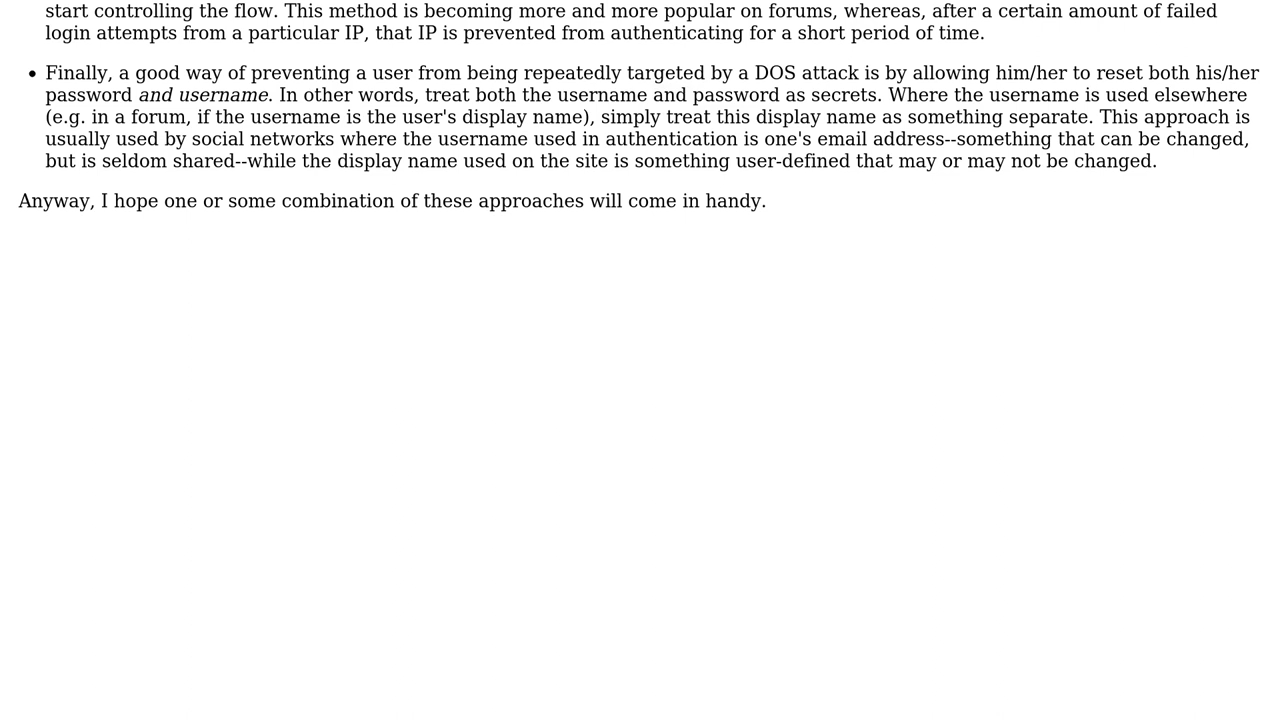 start controlling the flow. This method is becoming more and more popular on forums, whereas, after a certain amount of failed
login attempts from a particular IP, that IP is prevented from authenticating for a short period of time.
• Finally, a good way of preventing a user from being repeatedly targeted by a DOS attack is by allowing him/her to reset both his/her
password and username. In other words, treat both the username and password as secrets. Where the username is used elsewhere
(e.g. in a forum, if the username is the user's display name), simply treat this display name as something separate. This approach is
usually used by social networks where the username used in authentication is one's email address--something that can be changed,
but is seldom shared--while the display name used on the site is something user-defined that may or may not be changed.
Anyway, I hope one or some combination of these approaches will come in handy.